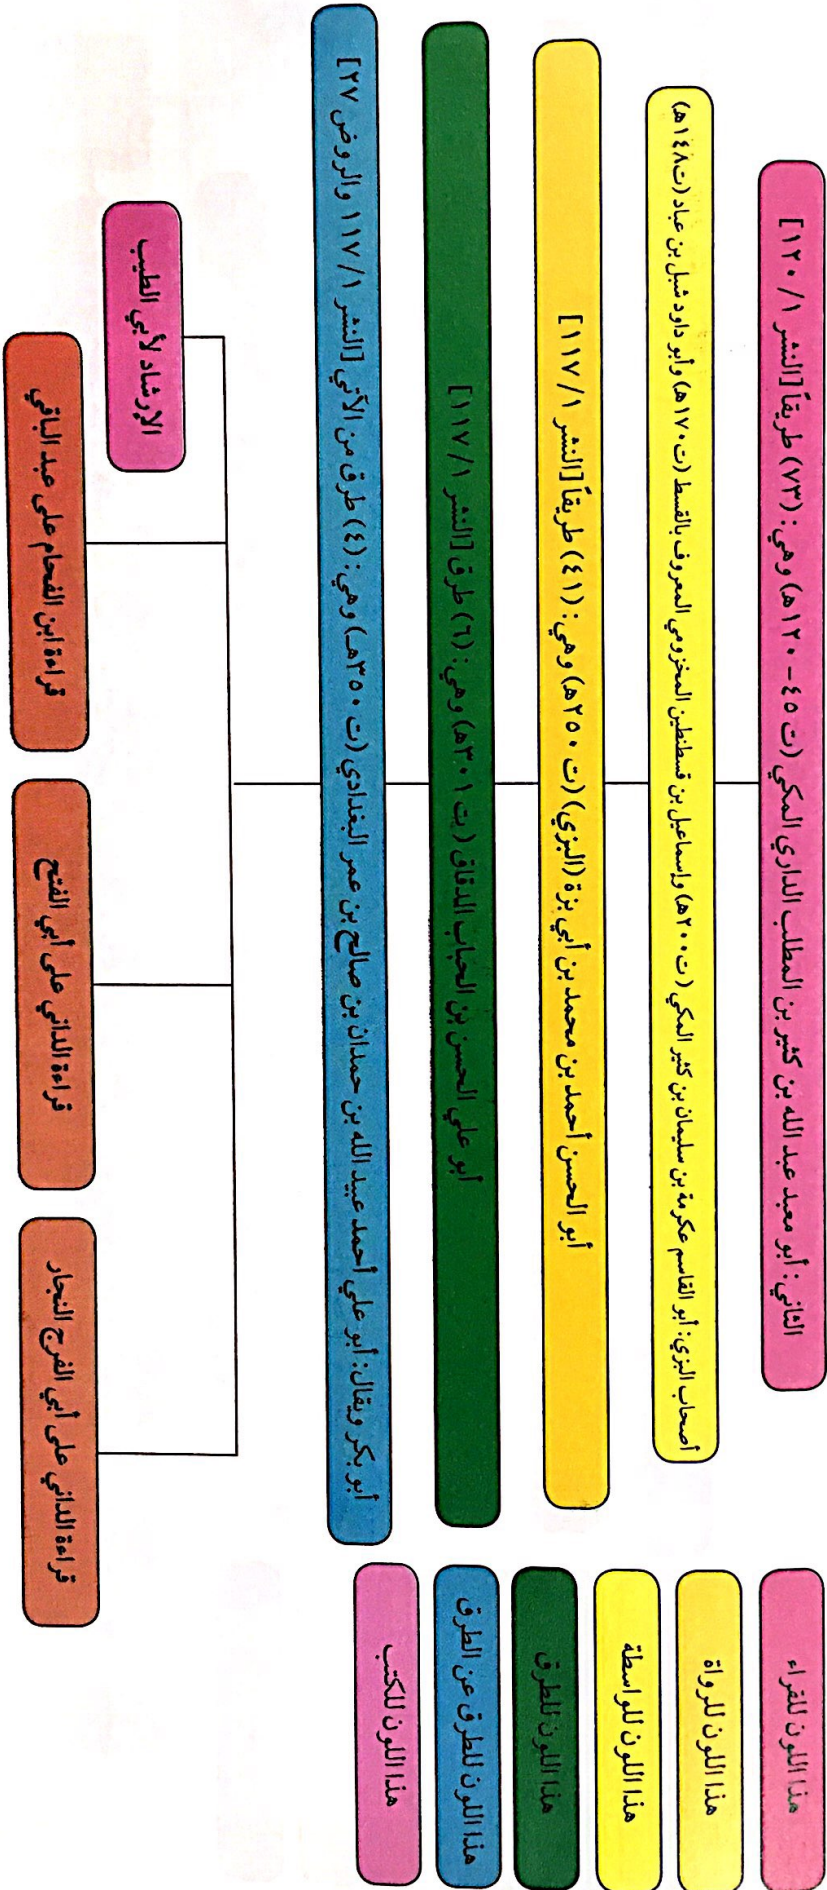 الثاني: أبو معبد عبد الله بن كثير بن المطلب الداري المكي (ت ٤٥ - ١٢٠هـ) وهي: (٧٣) طريقاً [النشر ١/ ١٢٠]
أصحاب البزي: أبو القاسم عكرمة بن سليمان بن كثير المكي (ت ٢٠٠هـ) وإسماعيل بن قسطنطين المخزومي المعروف بالقسط (ت ١٧٠هـ) وأبو داود شبل بن عباد (ت ١٤٨هـ)
أبو الحسن أحمد بن محمد بن أبي بزة (البزي) (ت ٢٥٠هـ) وهي: (٤١) طريقاً [النشر ١/ ١١٧]
أبو علي الحسن بن الحباب الدقاق (ت ٣٠١هـ) وهي: (٦) طرق [النشر ١/ ١١٧]
أبو بكر ويقال: أبو علي أحمد عبيد الله بن حمدان بن صالح بن عمر البغدادي (ت ٣٥٠هـ) وهي: (٤) طرق من الآتي [النشر ١/ ١١٧ والروض ٢٧]
الإرشاد لأبي الطيب
قراءة ابن الفحام على عبد الباقي
قراءة الداني على أبي الفتح
قراءة الداني على أبي الفرج النجار
هذا اللون للقراء
هذا اللون للرواة
هذا اللون للواسطة
هذا اللون للطرق
هذا اللون للطرق عن الطرق
هذا اللون للكتب